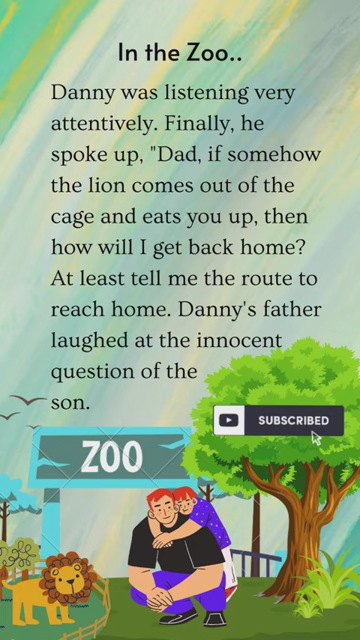 In the Zoo..
Danny was listening very
attentively. Finally, he
spoke up, "Dad, if somehow
the lion comes out of the
cage and eats you up, then
how will I get back home?
At least tell me the route to
reach home. Danny's father
laughed at the innocent
question of the
son.
SUBSCRIBED
ZOO